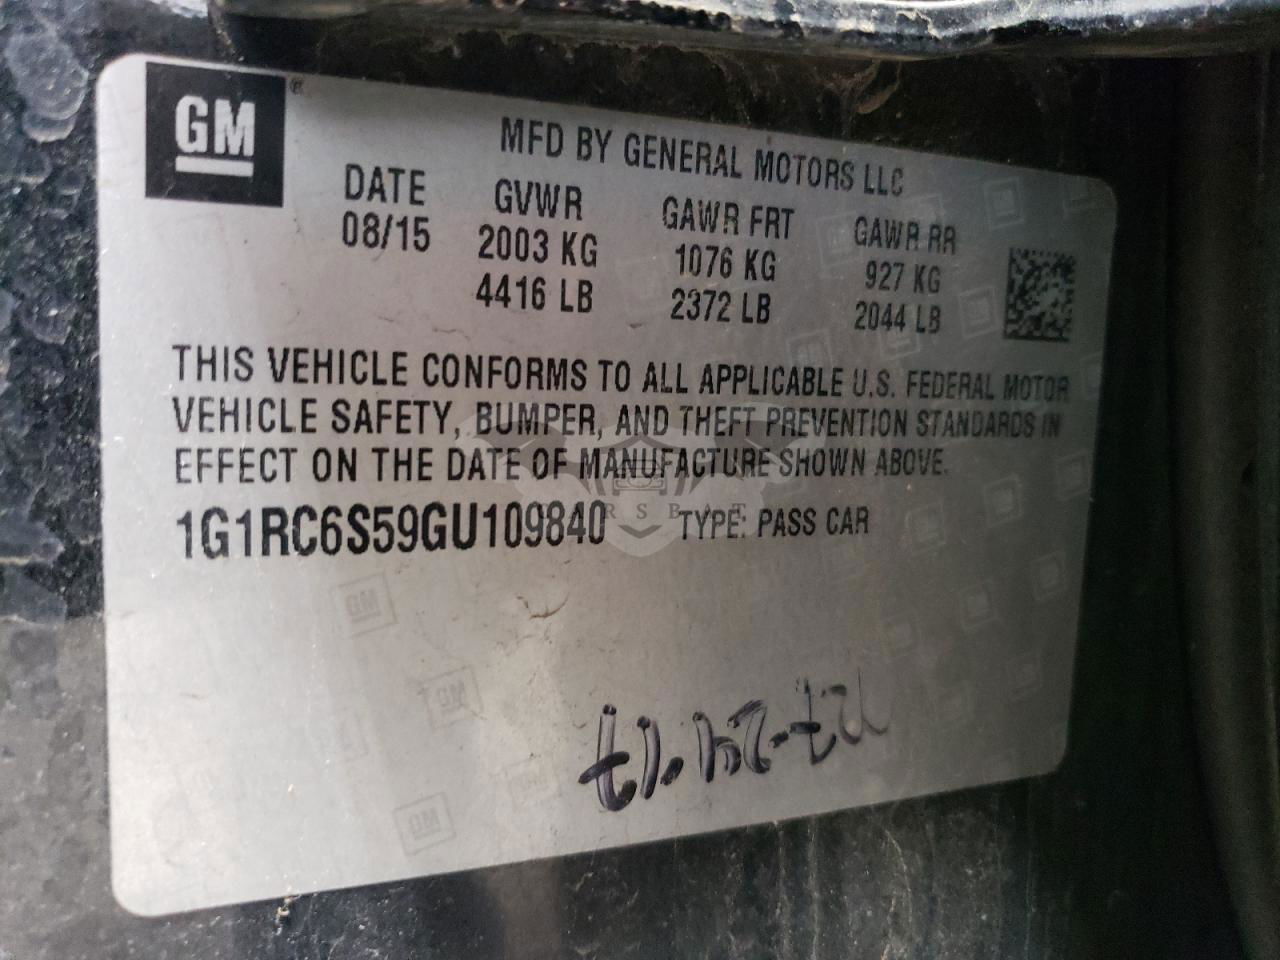 GM
MFD BY GENERAL MOTORS LLC
DATE GVWR GAWR FRT GAWR RR
08/15 2003 KG 1076 KG 927 KG
4416 LB 2372 LB 2044 LB
THIS VEHICLE CONFORMS TO ALL APPLICABLE U.S. FEDERAL MOTOR
VEHICLE SAFETY, BUMPER, AND THEFT PREVENTION STANDARDS IN
EFFECT ON THE DATE OF MANUFACTURE SHOWN ABOVE.
1G1RC6S59GU109840 TYPE: PASS CAR